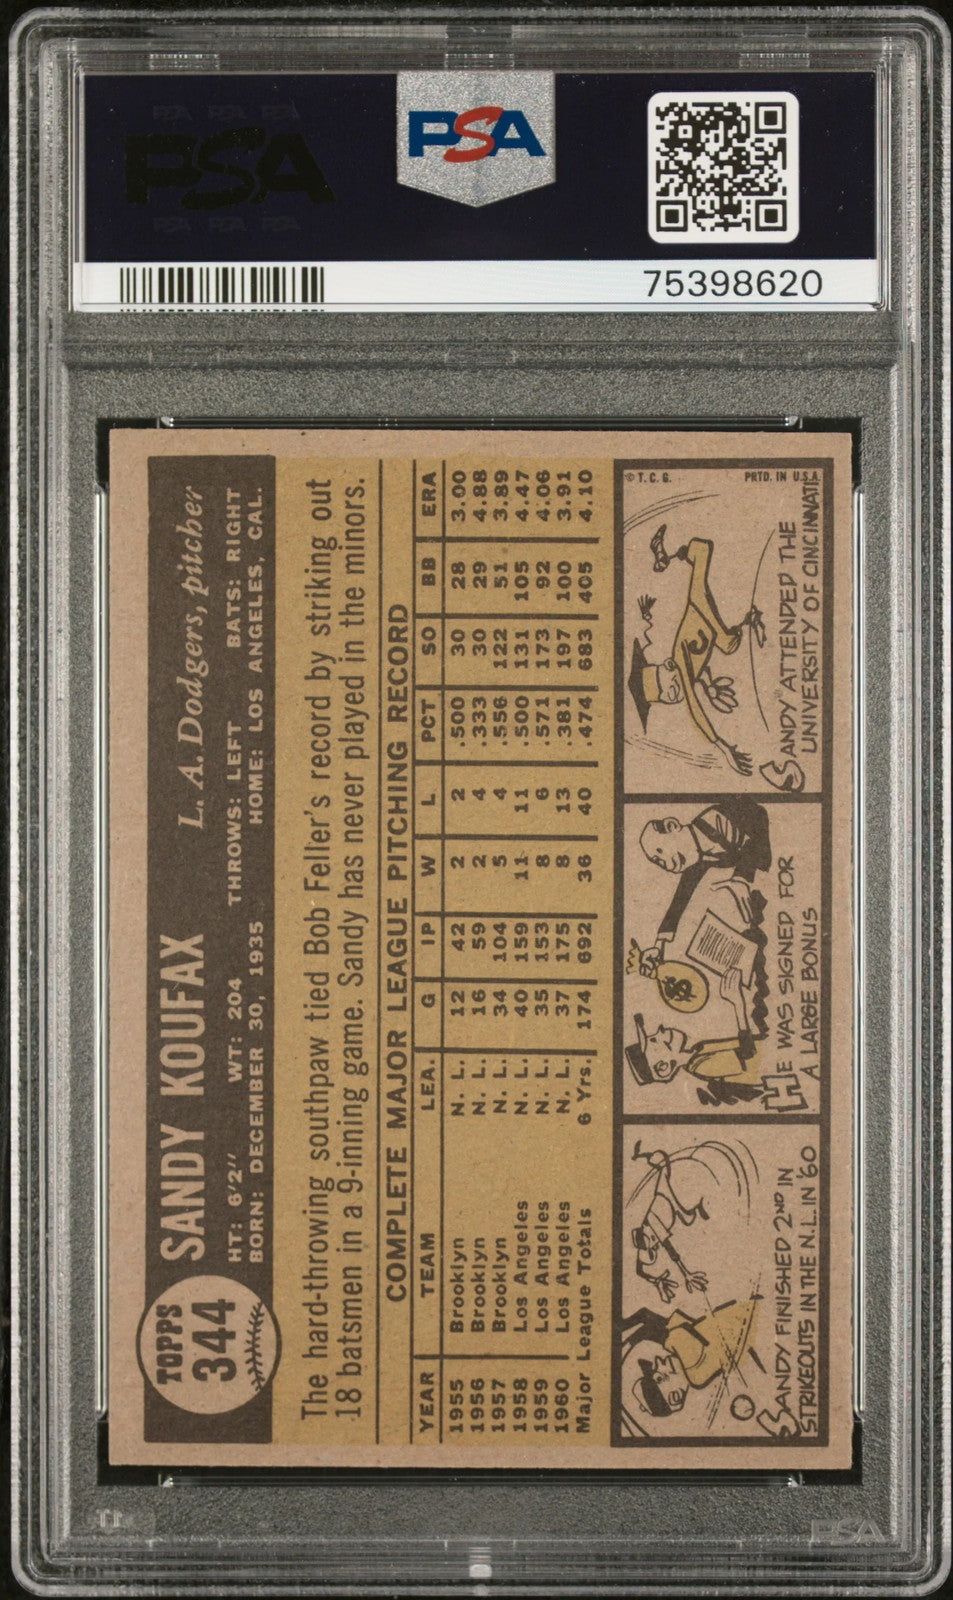 PSA PSA PSA
PSA
PSA PSA PSA
PSA
75398620
TOPPS
344
SANDY KOUFAX
L. A. Dodgers, pitcher
HT: 6'2" WT: 204 THROWS: LEFT BATS: RIGHT
BORN: DECEMBER 30, 1935 HOME: LOS ANGELES, CAL.
The hard-throwing southpaw tied Bob Feller's record by striking out
18 batsmen in a 9-inning game. Sandy has never played in the minors.
COMPLETE MAJOR LEAGUE PITCHING RECORD
YEAR TEAM LEA. G IP W L PCT SO BB ERA
1955 Brooklyn N. L. 12 42 2 2 .500 30 28 3.00
1956 Brooklyn N. L. 16 59 2 4 .333 30 29 4.88
1957 Brooklyn N. L. 34 104 5 4 .556 122 51 3.89
1958 Los Angeles N. L. 40 159 11 11 .500 131 105 4.47
1959 Los Angeles N. L. 35 153 8 6 .571 173 92 4.06
1960 Los Angeles N. L. 37 175 8 13 .381 197 100 3.91
Major League Totals 6 Yrs. 174 692 36 40 .474 683 405 4.10
SANDY FINISHED 2ND IN
STRIKEOUTS IN THE N.L. IN '60
$
HE WAS SIGNED FOR
A LARGE BONUS
© T. C. G. PRTD. IN U.S.A.
C
SANDY ATTENDED THE
UNIVERSITY OF CINCINNATI
PSA